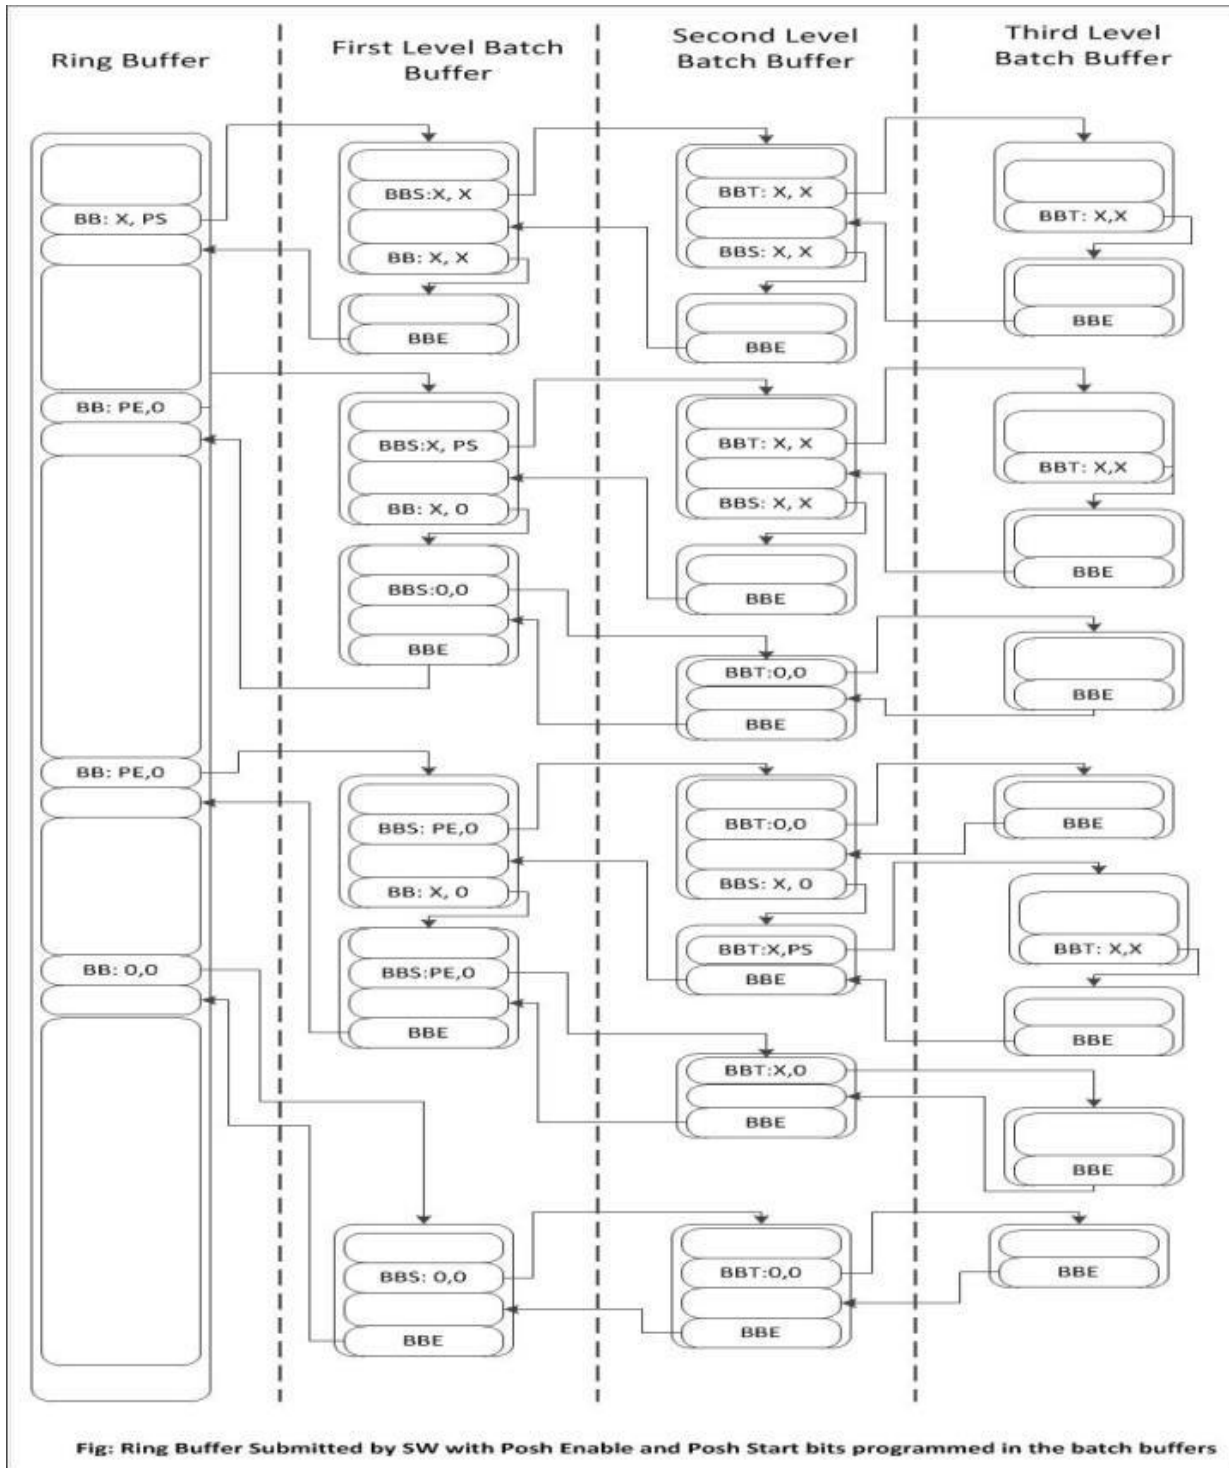 Ring Buffer
First Level Batch
Buffer
Second Level
Batch Buffer
Third Level
Batch Buffer
BB: X, PS
BBS:X, X
BB: X, X
BBE
BBT: X, X
BBS: X, X
BBE
BBT: X,X
BBE
BB: PE,0
BBS:X, PS
BB: X, 0
BBS:0,0
BBE
BBT: X, X
BBS: X, X
BBE
BBT:0,0
BBE
BBT: X,X
BBE
BBE
BB: PE,0
BBS: PE,0
BB: X, 0
BBS:PE,0
BBE
BBT:0,0
BBS: X, 0
BBT:X,PS
BBE
BBT:X,0
BBE
BBE
BBT: X,X
BBE
BBE
BB: 0,0
BBS: 0,0
BBE
BBT:0,0
BBE
BBE
Fig: Ring Buffer Submitted by SW with Posh Enable and Posh Start bits programmed in the batch buffers